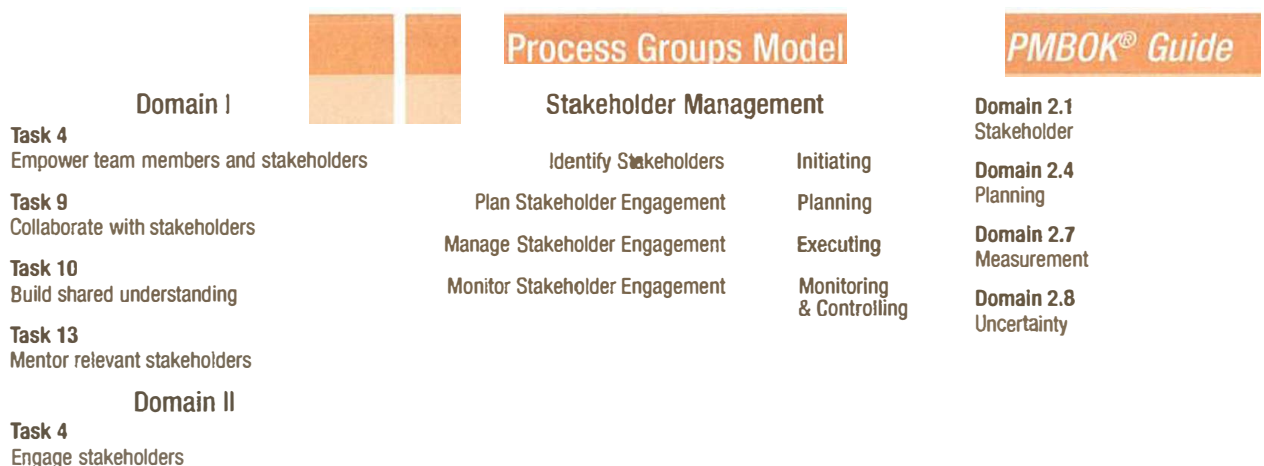 Process Groups Model
PMBOK® Guide
Domain I
Task 4
Empower team members and stakeholders
Task 9
Collaborate with stakeholders
Task 10
Build shared understanding
Task 13
Mentor relevant stakeholders
Domain II
Task 4
Engage stakeholders
Stakeholder Management
Identify Stakeholders Initiating
Plan Stakeholder Engagement Planning
Manage Stakeholder Engagement Executing
Monitor Stakeholder Engagement Monitoring
& Controlling
Domain 2.1
Stakeholder
Domain 2.4
Planning
Domain 2.7
Measurement
Domain 2.8
Uncertainty